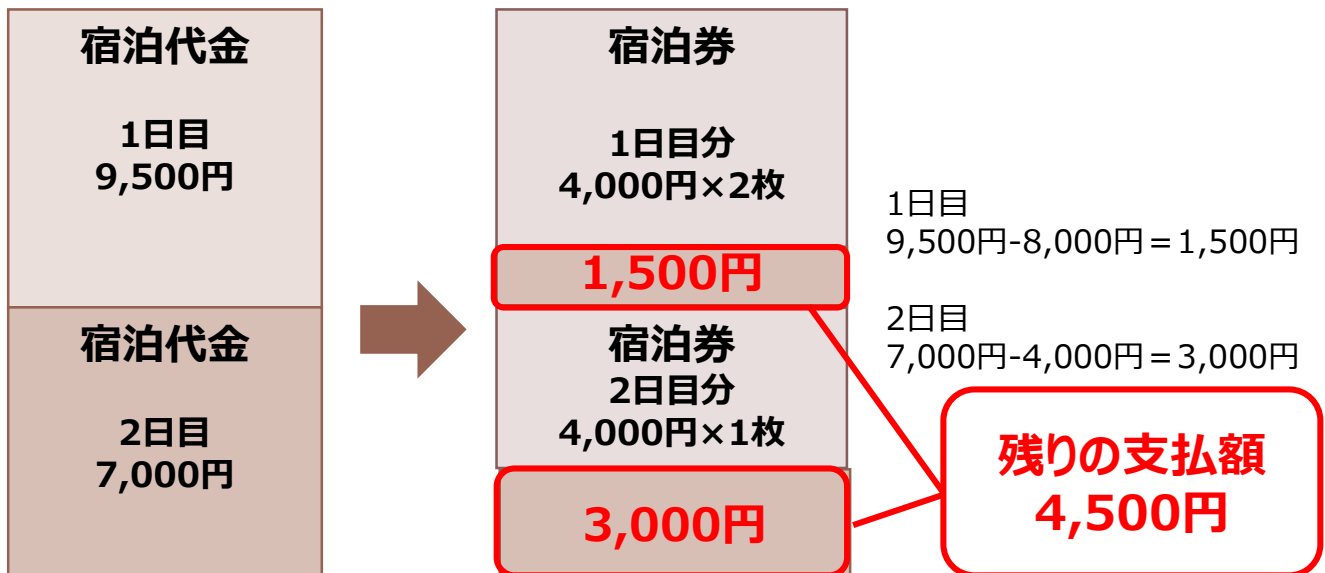 宿泊代金
1日目
9,500円
宿泊代金
2日目
7,000円
宿泊券
1日目分
4,000円×2枚
1,500円
宿泊券
2日目分
4,000円×1枚
3,000円
1日目
9,500円-8,000円＝1,500円
2日目
7,000円-4,000円＝3,000円
残りの支払額
4,500円